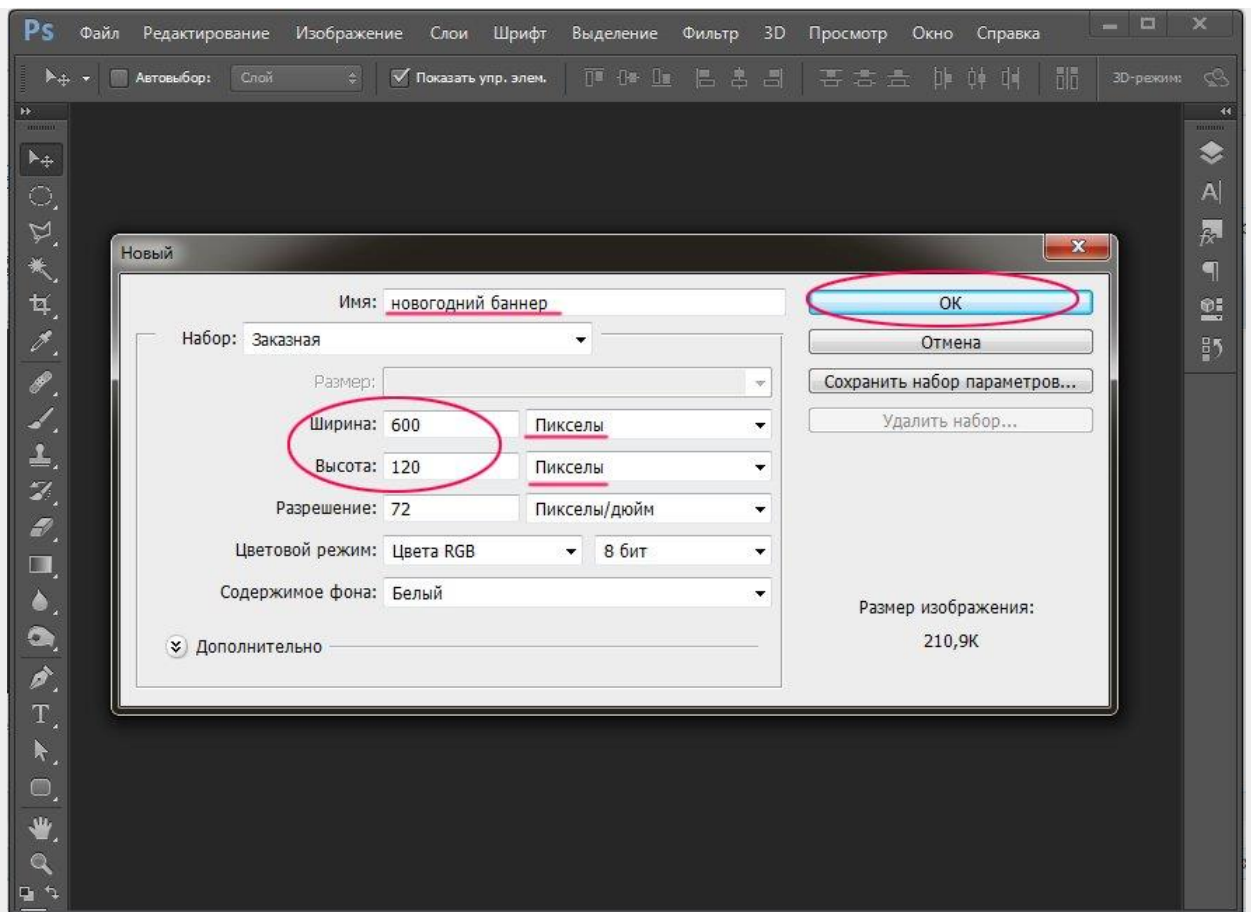 Ps Файл Редактирование Изображение Слои Шрифт Выделение Фильтр 3D Просмотр Окно Справка
Автовыбор: Слой Показать упр. элем. 3D-режим:
Новый
Имя: новогодний баннер
ОК
Набор: Заказная
Отмена
Размер:
Сохранить набор параметров...
Ширина: 600 Пикселы
Удалить набор...
Высота: 120 Пикселы
Разрешение: 72 Пикселы/дюйм
Цветовой режим: Цвета RGB 8 бит
Содержимое фона: Белый
Размер изображения:
210,9K
Дополнительно